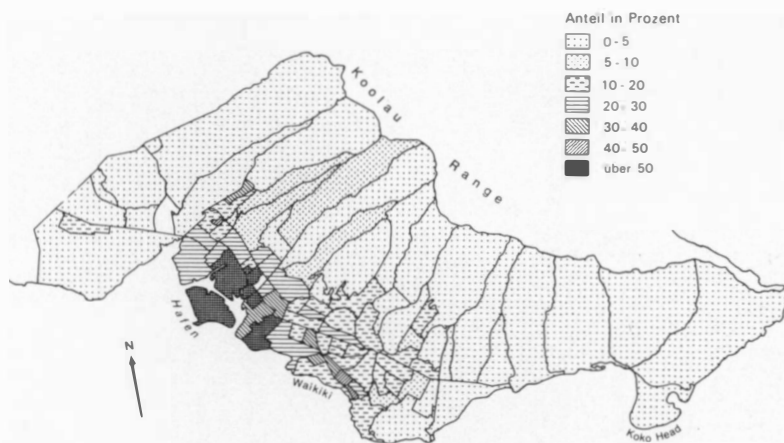 Anteil in Prozent
0-5
5-10
10-20
20-30
30-40
40-50
über 50
Koolau
Range
Hafen
N
Waikiki
Koko Head